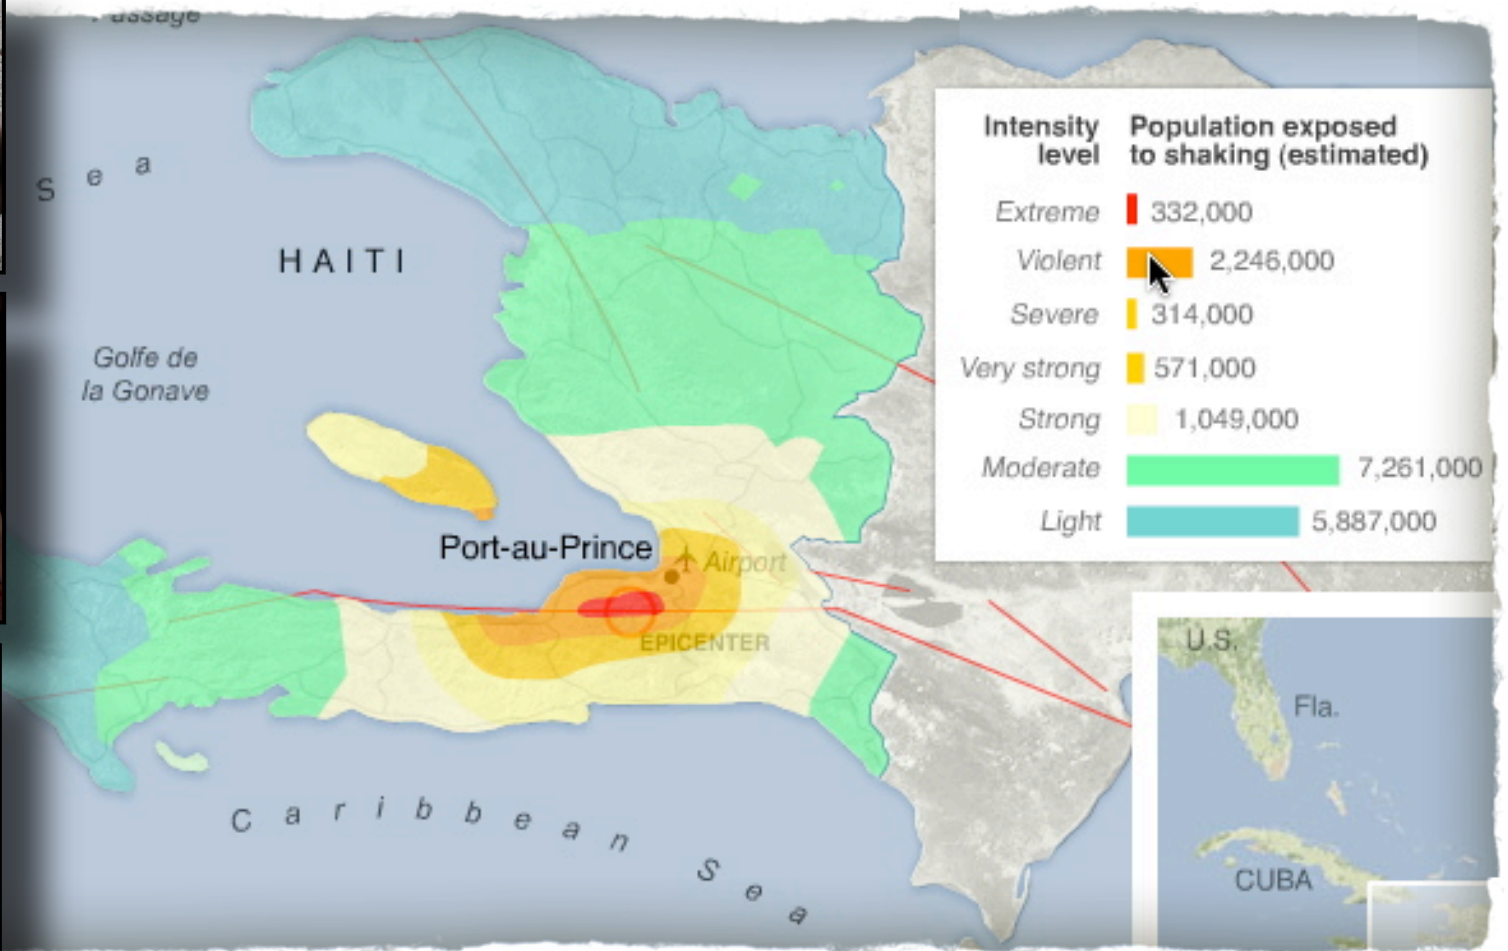 Passage
S e a
HAITI
Golfe de
la Gonave
Port-au-Prince
Airport
EPICENTER
Caribbean Sea
Intensity level
Population exposed to shaking (estimated)
Extreme 332,000
Violent 2,246,000
Severe 314,000
Very strong 571,000
Strong 1,049,000
Moderate 7,261,000
Light 5,887,000
U.S.
Fla.
CUBA